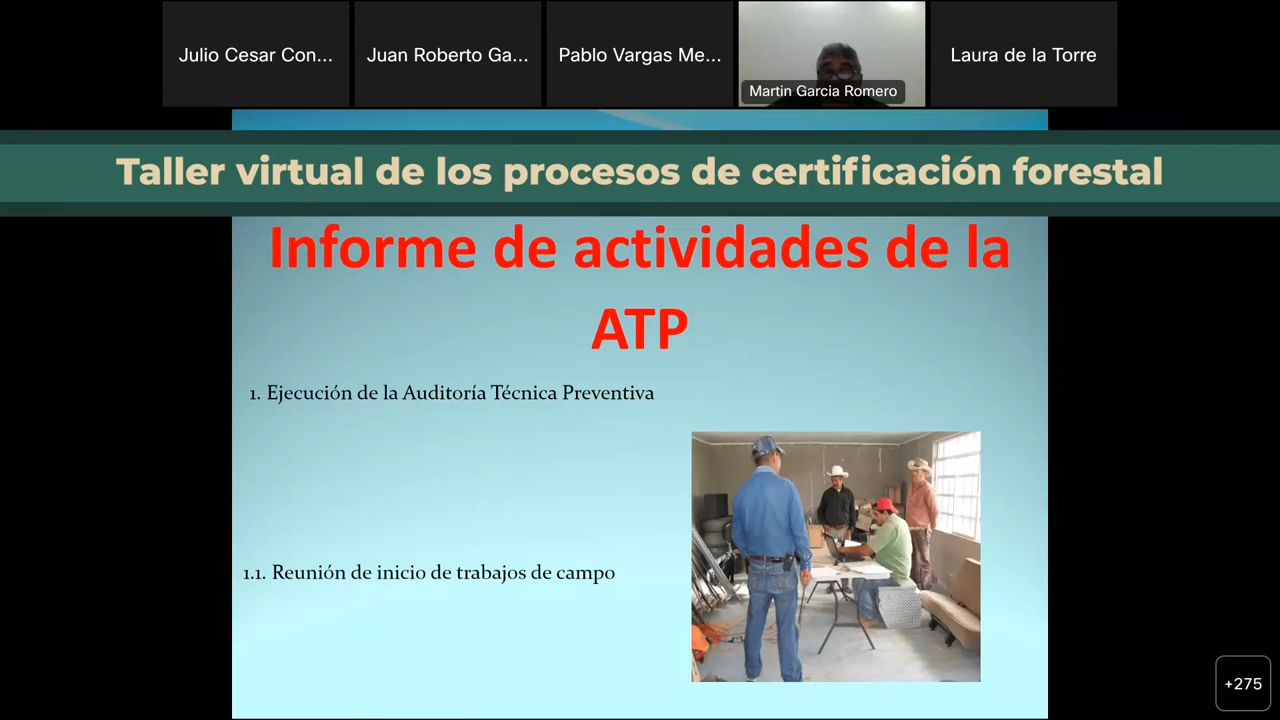 Julio Cesar Con...
Juan Roberto Ga...
Pablo Vargas Me...
Martin Garcia Romero
Laura de la Torre
Taller virtual de los procesos de certificación forestal
Informe de actividades de la
ATP
1. Ejecución de la Auditoría Técnica Preventiva
1.1. Reunión de inicio de trabajos de campo
+275